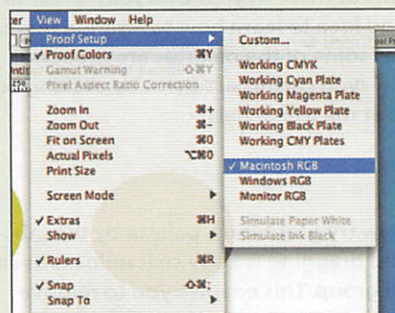 er View Window Help
Proof Setup
✓ Proof Colors ⌘Y
Gamut Warning ⇧⌘Y
Pixel Aspect Ratio Correction
Zoom In ⌘+
Zoom Out ⌘-
Fit on Screen ⌘0
Actual Pixels ⌥⌘0
Print Size
Screen Mode
✓ Extras ⌘H
Show
✓ Rulers ⌘R
✓ Snap ⇧⌘;
Snap To
Custom...
Working CMYK
Working Cyan Plate
Working Magenta Plate
Working Yellow Plate
Working Black Plate
Working CMY Plates
✓ Macintosh RGB
Windows RGB
Monitor RGB
Simulate Paper White
Simulate Ink Black